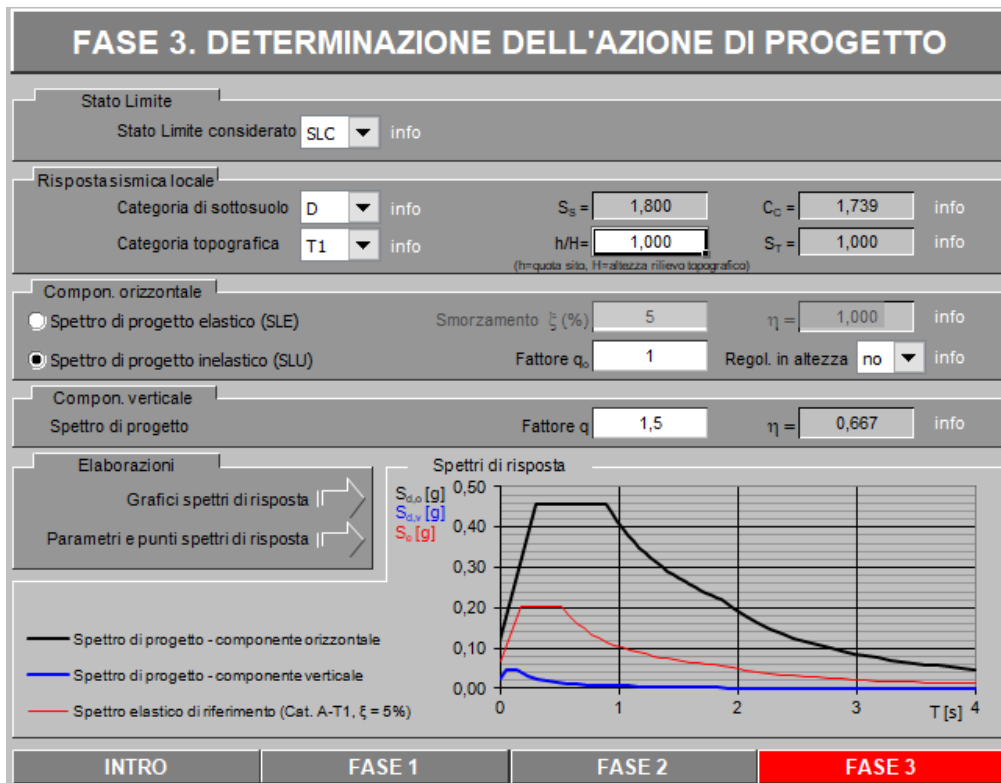 FASE 3. DETERMINAZIONE DELL'AZIONE DI PROGETTO
Stato Limite
Stato Limite considerato SLC info
Risposta sismica locale
Categoria di sottosuolo D info S_S = 1,800 C_C = 1,739 info
Categoria topografica T1 info h/H= 1,000 S_T = 1,000 info
(h=quota sito, H=altezza rilievo topografico)
Compon. orizzontale
Spettro di progetto elastico (SLE) Smorzamento ξ (%) 5 η = 1,000 info
Spettro di progetto inelastico (SLU) Fattore q_o 1 Regol. in altezza no info
Compon. verticale
Spettro di progetto Fattore q 1,5 η = 0,667 info
Elaborazioni
Grafici spettri di risposta
Parametri e punti spettri di risposta
Spettri di risposta
S_d,o [g]
S_d,v [g]
S_e [g]
0,50
0,40
0,30
0,20
0,10
0,00
0 1 2 3 T [s] 4
Spettro di progetto - componente orizzontale
Spettro di progetto - componente verticale
Spettro elastico di riferimento (Cat. A-T1, ξ = 5%)
INTRO FASE 1 FASE 2 FASE 3